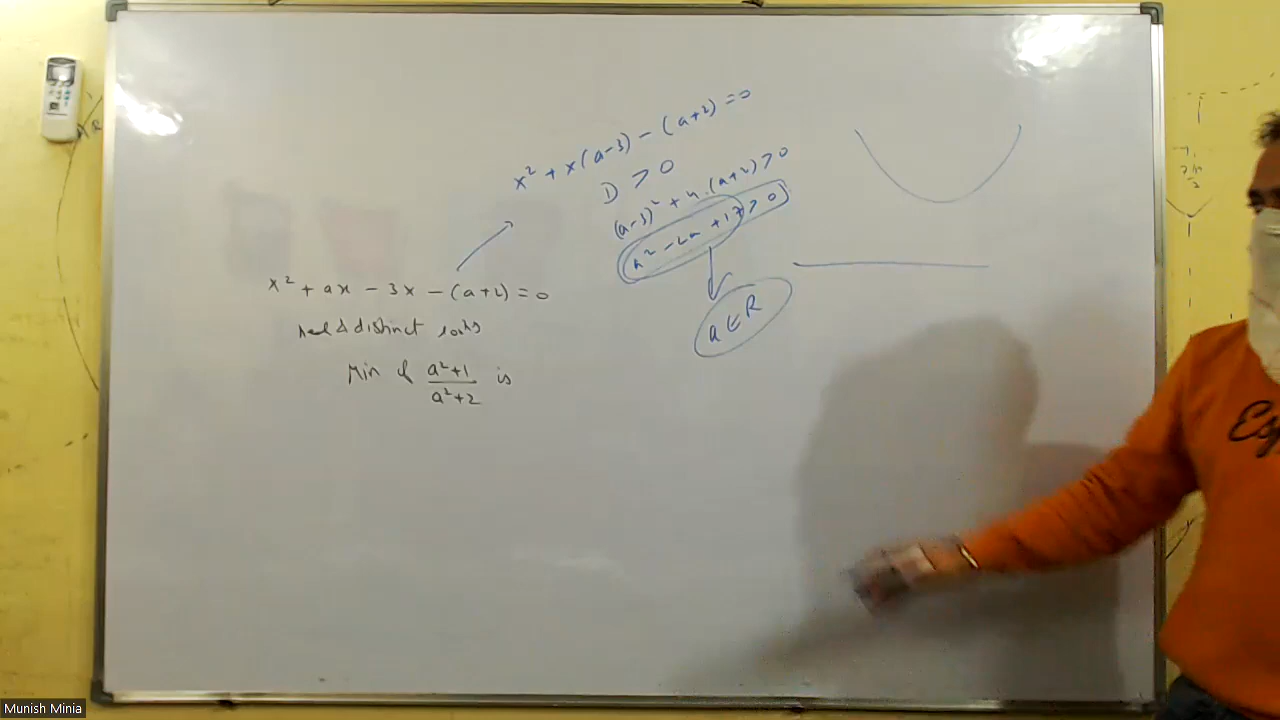 x² + x(a-3) - (a+2) = 0
D > 0
(a-3)² + 4.(a+2) > 0
a² - 2a + 17 > 0
a ∈ R
x² + ax - 3x - (a+2) = 0
real & distinct roots
Min of (a²+1)/(a²+2) is
Munish Minia